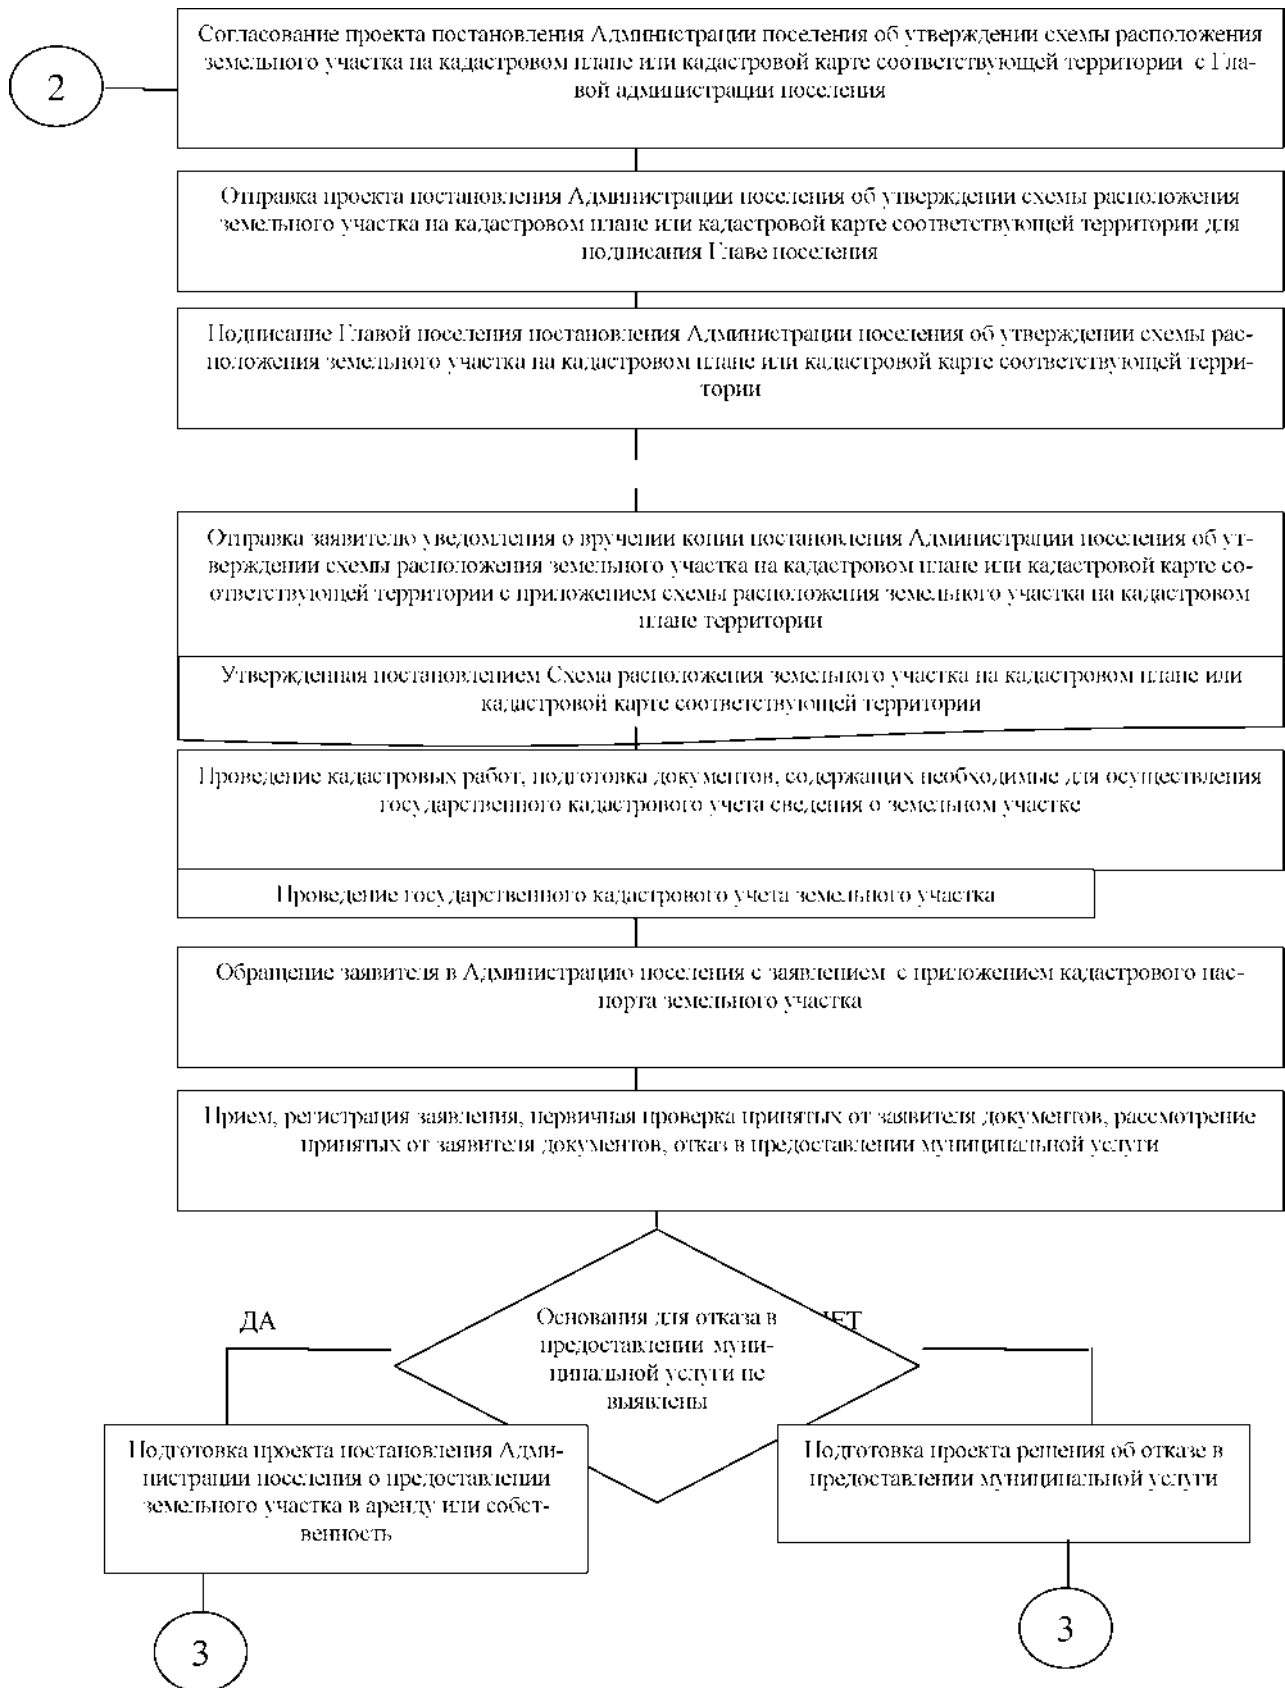 Согласование проекта постановления Администрации поселения об утверждении схемы расположения
земельного участка на кадастровом плане или кадастровой карте соответствующей территории с Гла-
вой администрации поселения
2
Отправка проекта постановления Администрации поселения об утверждении схемы расположения
земельного участка на кадастровом плане или кадастровой карте соответствующей территории для
подписания Главе поселения
Подписание Главой поселения постановления Администрации поселения об утверждении схемы рас-
положения земельного участка на кадастровом плане или кадастровой карте соответствующей терри-
тории
Отправка заявителю уведомления о вручении копии постановления Администрации поселения об ут-
верждении схемы расположения земельного участка на кадастровом плане или кадастровой карте со-
ответствующей территории с приложением схемы расположения земельного участка на кадастровом
плане территории
Утвержденная постановлением Схема расположения земельного участка на кадастровом плане или
кадастровой карте соответствующей территории
Проведение кадастровых работ, подготовка документов, содержащих необходимые для осуществления
государственного кадастрового учета сведения о земельном участке
Проведение государственного кадастрового учета земельного участка
Обращение заявителя в Администрацию поселения с заявлением с приложением кадастрового пас-
порта земельного участка
Прием, регистрация заявления, первичная проверка принятых от заявителя документов, рассмотрение
принятых от заявителя документов, отказ в предоставлении муниципальной услуги
ДА
НЕТ
Основания для отказа в
предоставлении муни-
ципальной услуги не
выявлены
Подготовка проекта постановления Адми-
нистрации поселения о предоставлении
земельного участка в аренду или собст-
венность
Подготовка проекта решения об отказе в
предоставлении муниципальной услуги
3
3